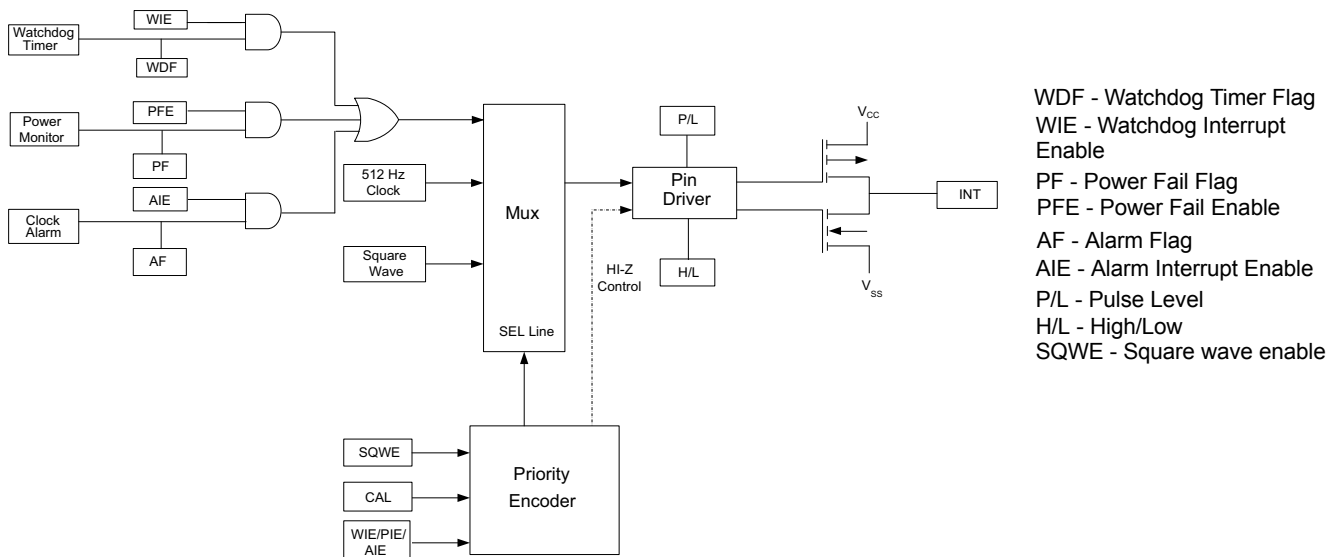 WIE
Watchdog
Timer
WDF
PFE
Power
Monitor
PF
AIE
Clock
Alarm
AF
512 Hz
Clock
Square
Wave
Mux
SEL Line
P/L
Pin
Driver
H/L
HI-Z
Control
VCC
VSS
INT
SQWE
CAL
WIE/PIE/
AIE
Priority
Encoder
WDF - Watchdog Timer Flag
WIE - Watchdog Interrupt
Enable
PF - Power Fail Flag
PFE - Power Fail Enable
AF - Alarm Flag
AIE - Alarm Interrupt Enable
P/L - Pulse Level
H/L - High/Low
SQWE - Square wave enable